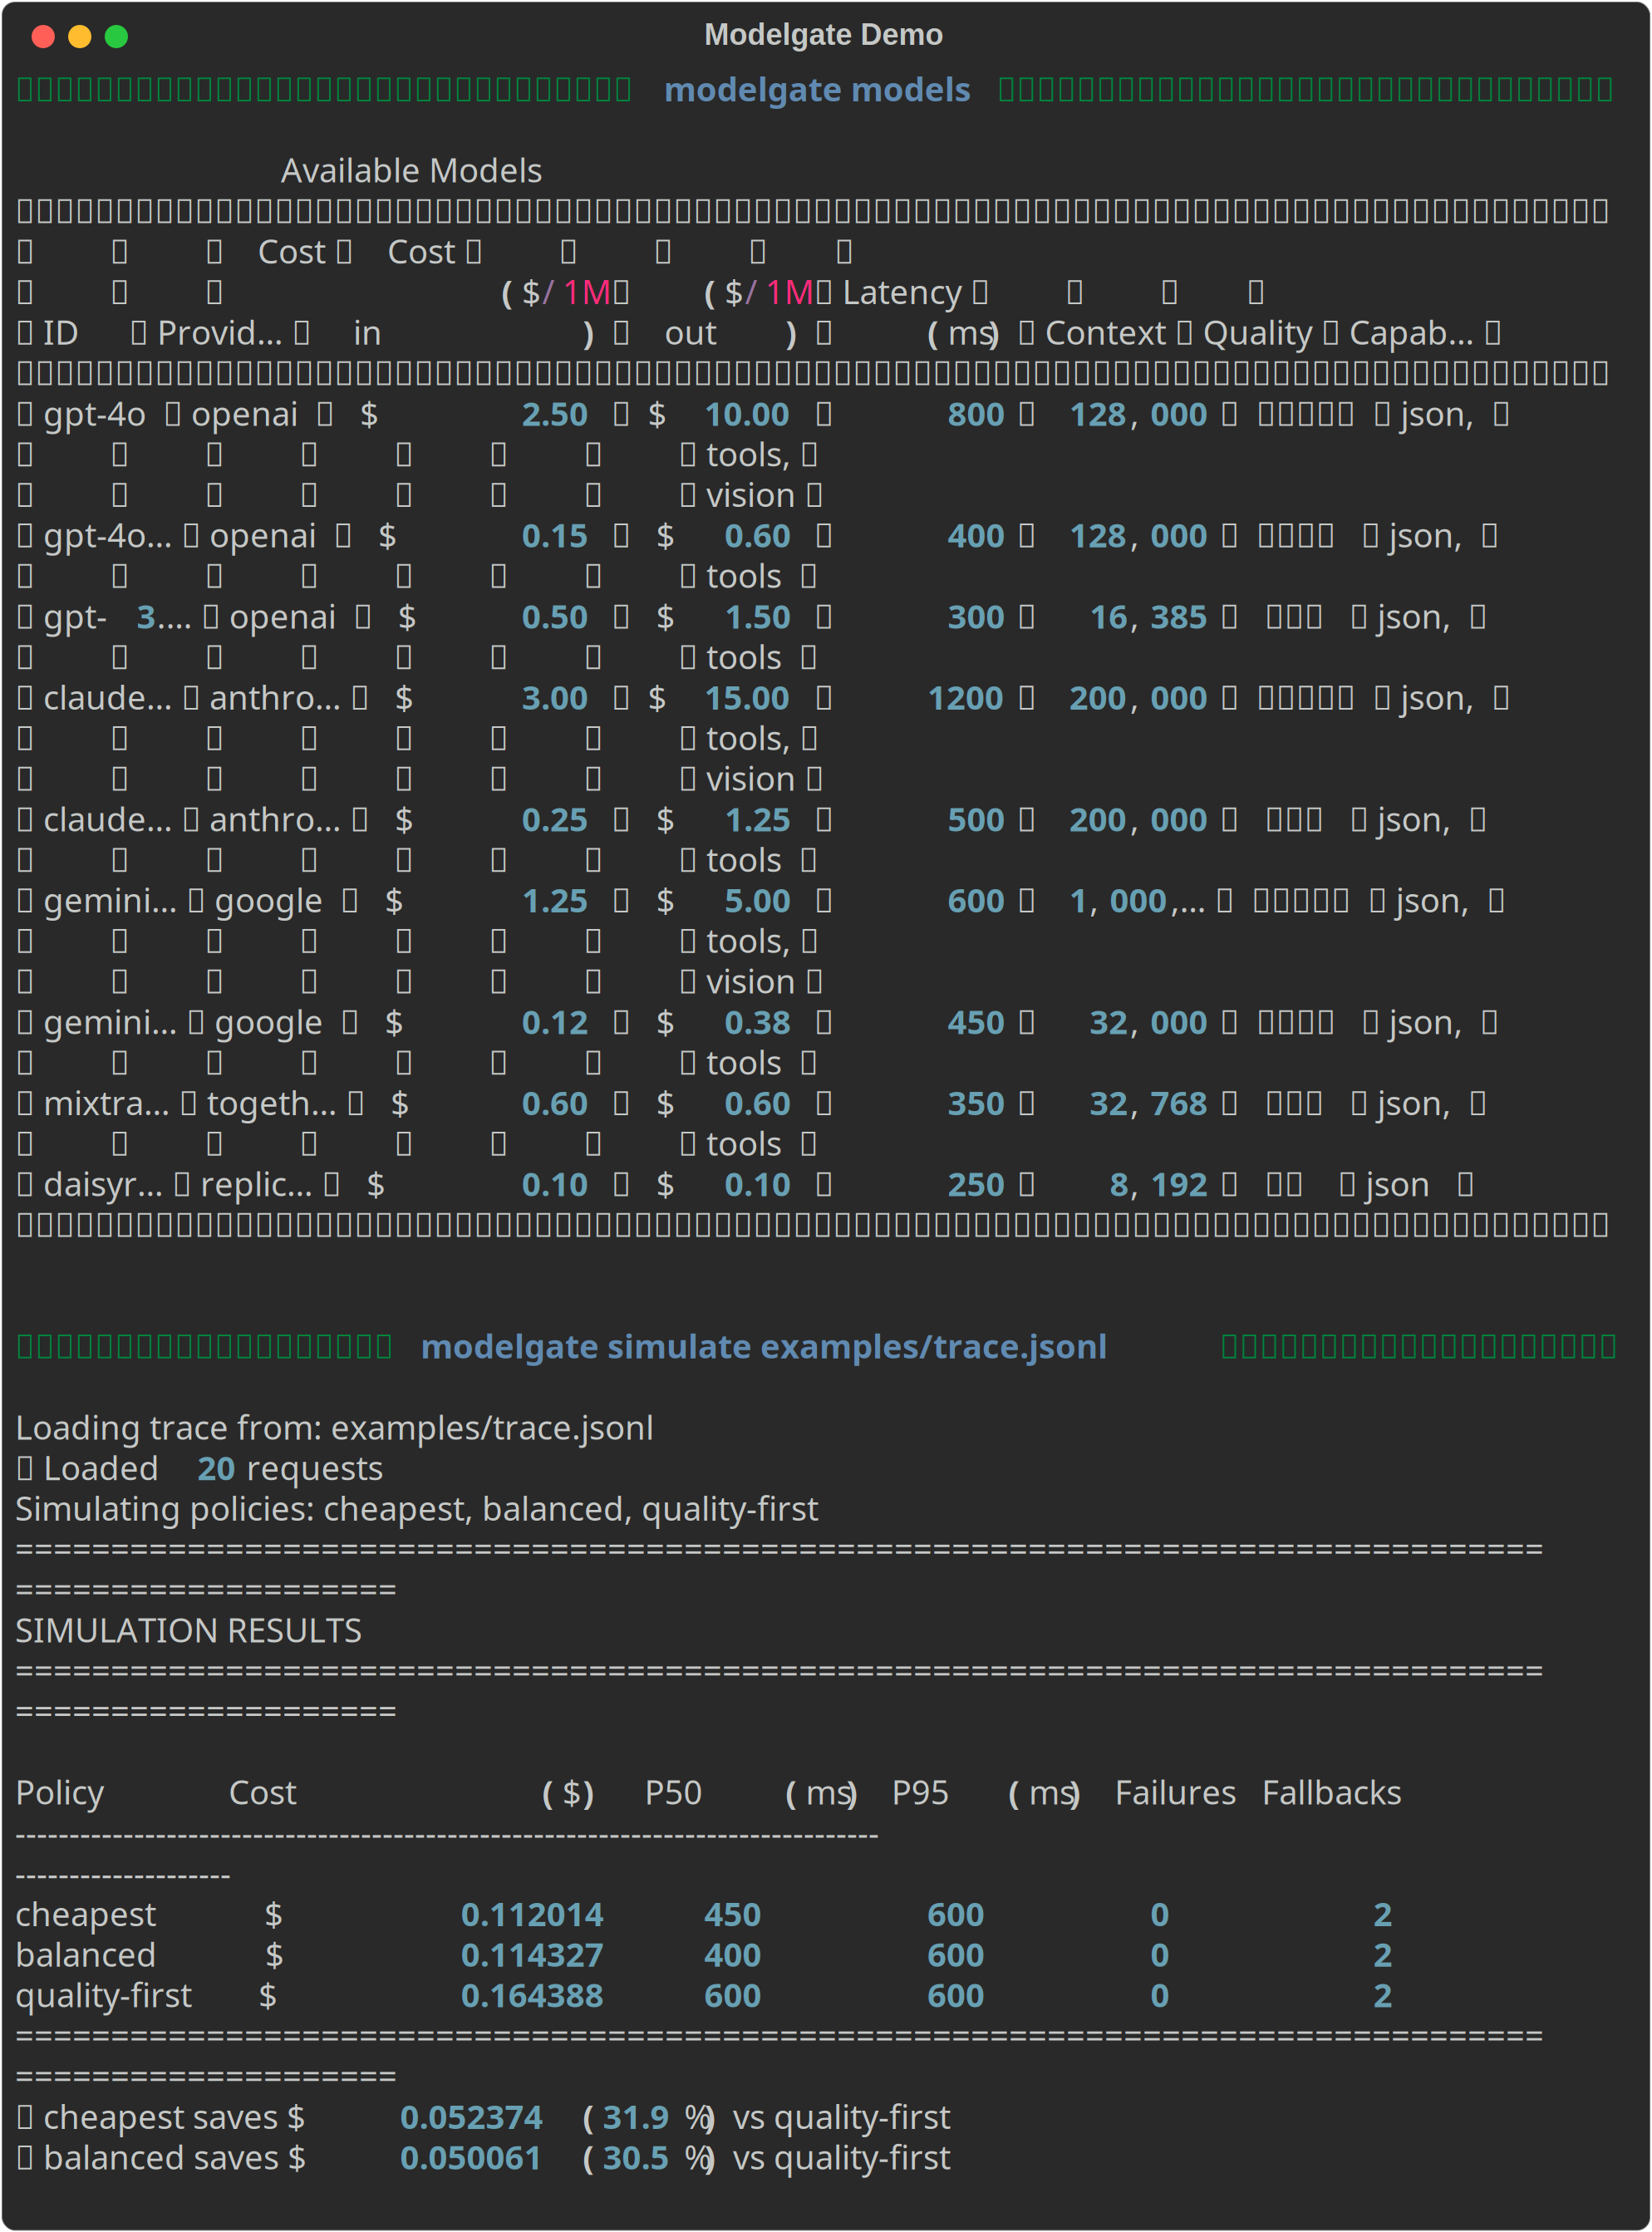 Modelgate Demo
modelgate models
Available Models
Cost Cost
($/1M ($/1M Latency
ID Provid... in ) out ) (ms) Context Quality Capab...
gpt-4o openai $ 2.50 $ 10.00 800 128,000 json,
tools,
vision
gpt-4o... openai $ 0.15 $ 0.60 400 128,000 json,
tools
gpt-3.... openai $ 0.50 $ 1.50 300 16,385 json,
tools
claude... anthro... $ 3.00 $ 15.00 1200 200,000 json,
tools,
vision
claude... anthro... $ 0.25 $ 1.25 500 200,000 json,
tools
gemini... google $ 1.25 $ 5.00 600 1,000,... json,
tools,
vision
gemini... google $ 0.12 $ 0.38 450 32,000 json,
tools
mixtra... togeth... $ 0.60 $ 0.60 350 32,768 json,
tools
daisyr... replic... $ 0.10 $ 0.10 250 8,192 json
modelgate simulate examples/trace.jsonl
Loading trace from: examples/trace.jsonl
Loaded 20 requests
Simulating policies: cheapest, balanced, quality-first
================================================================================
====================
SIMULATION RESULTS
================================================================================
====================
Policy Cost ($) P50 (ms) P95 (ms) Failures Fallbacks
--------------------------------------------------------------------------------
--------------------
cheapest $ 0.112014 450 600 0 2
balanced $ 0.114327 400 600 0 2
quality-first $ 0.164388 600 600 0 2
================================================================================
====================
cheapest saves $ 0.052374 (31.9%) vs quality-first
balanced saves $ 0.050061 (30.5%) vs quality-first